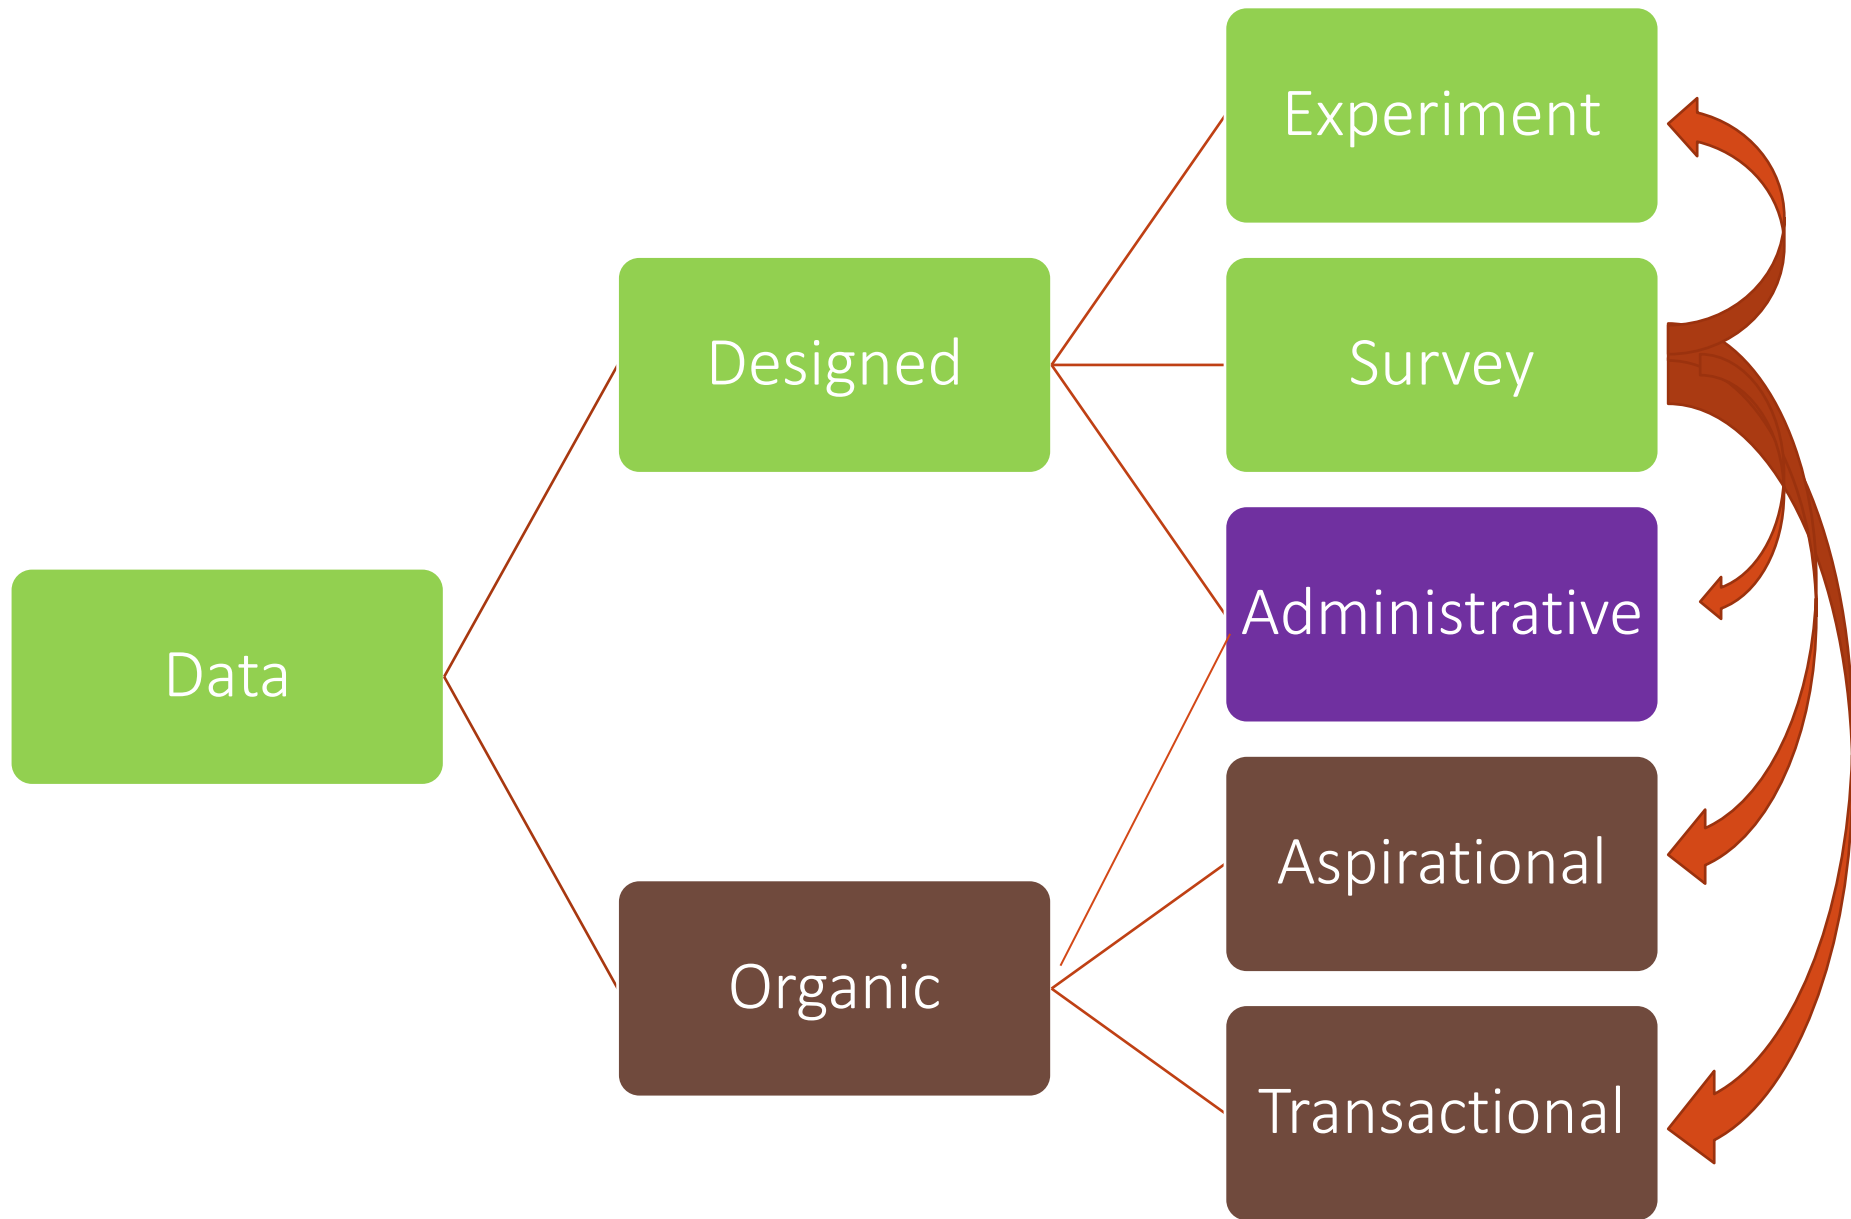 Data
Designed
Organic
Experiment
Survey
Administrative
Aspirational
Transactional